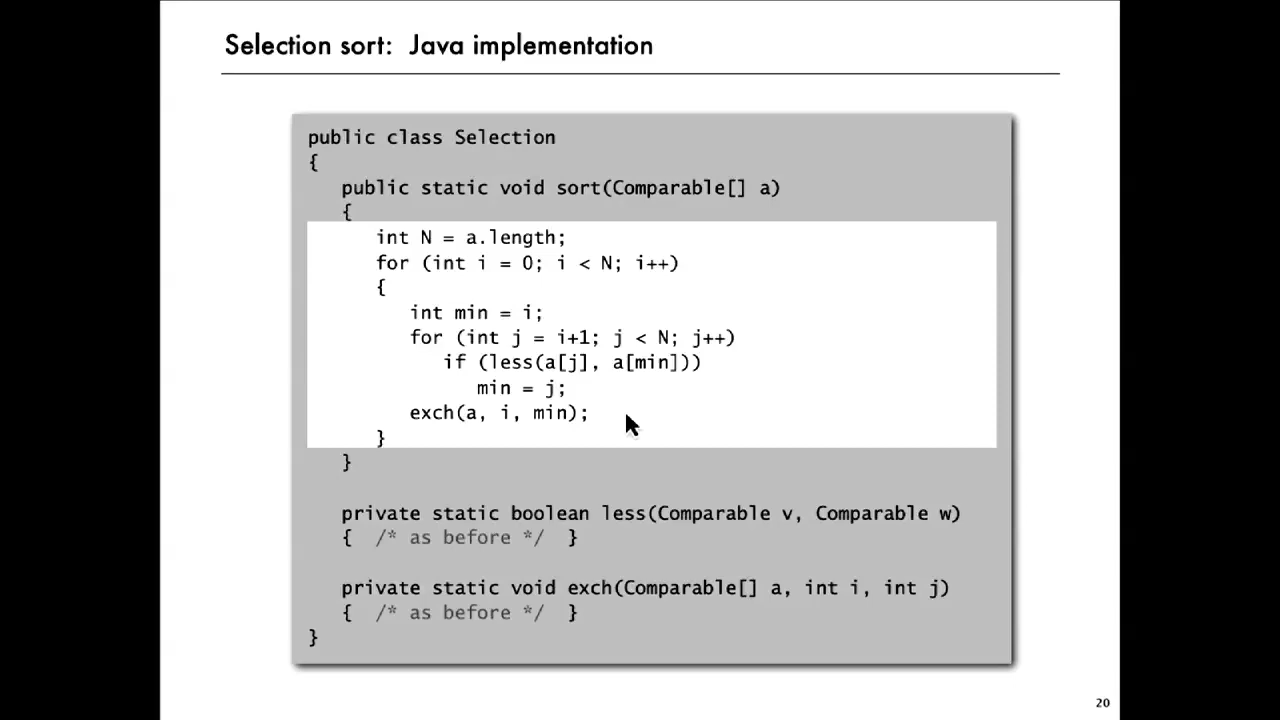 Selection sort: Java implementation
public class Selection
{
public static void sort(Comparable[] a)
{
int N = a.length;
for (int i = 0; i < N; i++)
{
int min = i;
for (int j = i+1; j < N; j++)
if (less(a[j], a[min]))
min = j;
exch(a, i, min);
}
}
private static boolean less(Comparable v, Comparable w)
{ /* as before */ }
private static void exch(Comparable[] a, int i, int j)
{ /* as before */ }
}
20